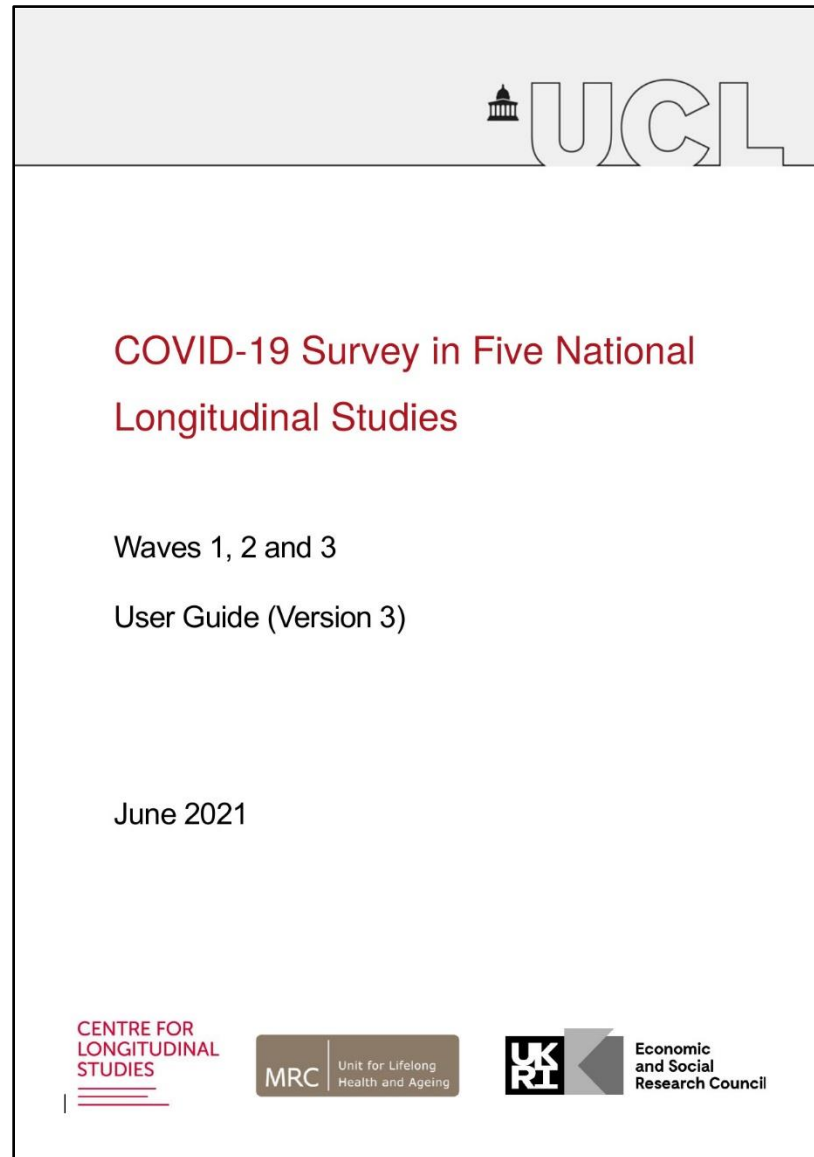 UCL
COVID-19 Survey in Five National
Longitudinal Studies
Waves 1, 2 and 3
User Guide (Version 3)
June 2021
CENTRE FOR
LONGITUDINAL
STUDIES
MRC
Unit for Lifelong
Health and Ageing
UK
RI
Economic
and Social
Research Council